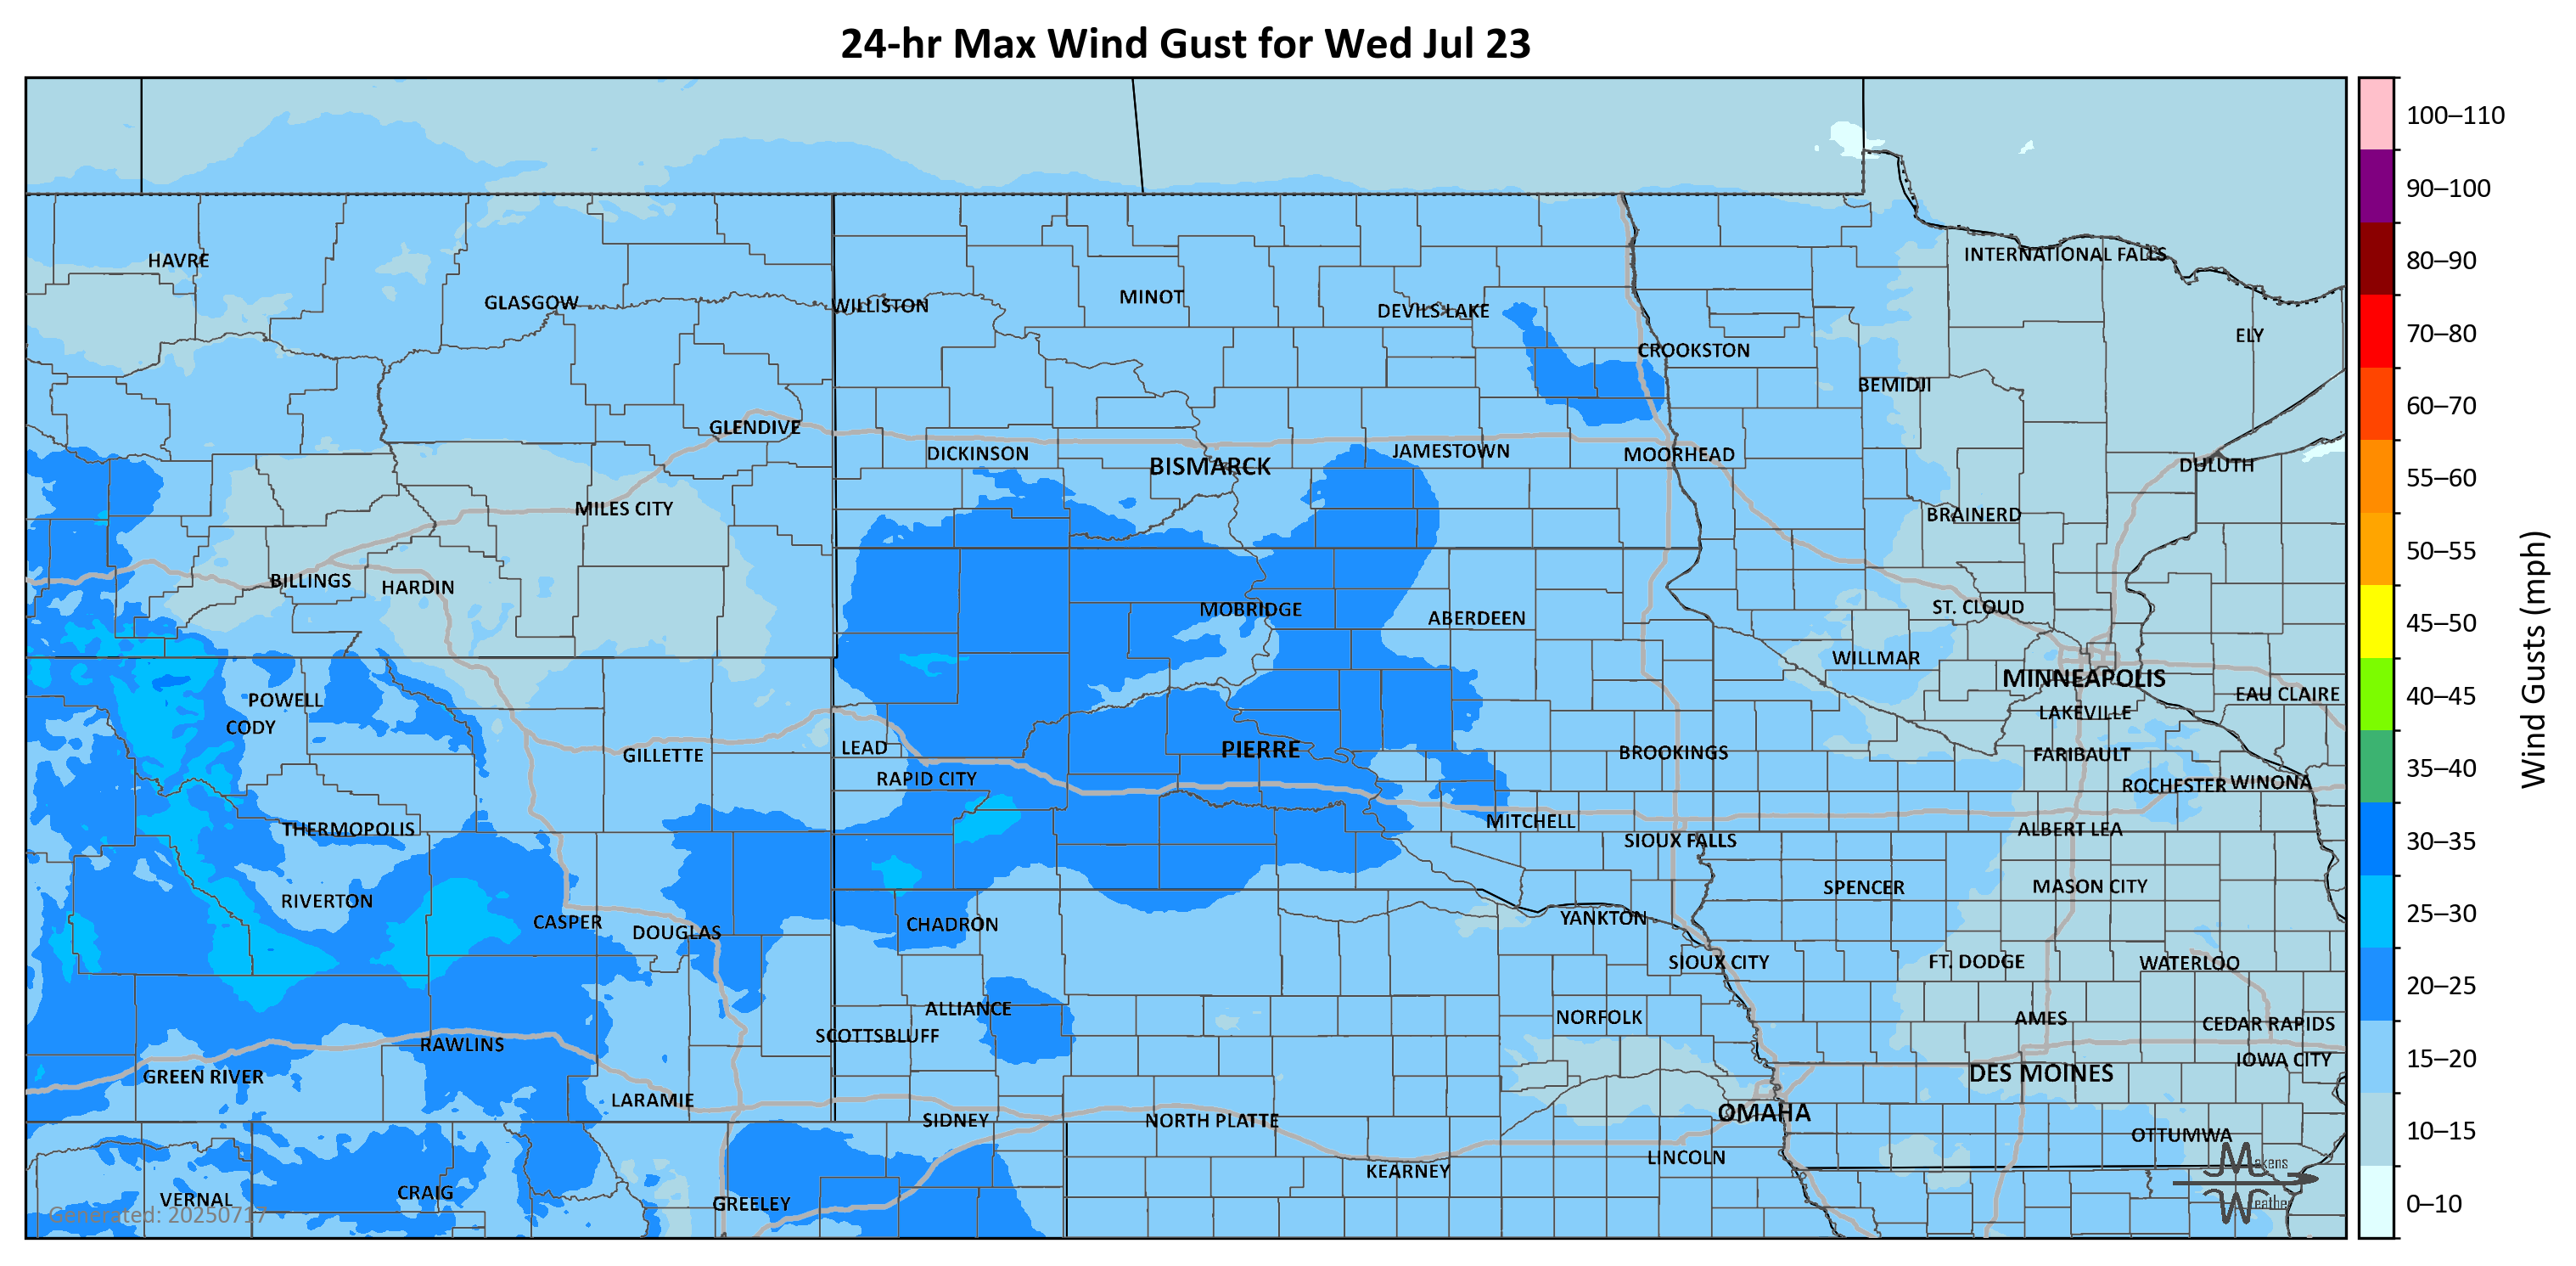 24-hr Max Wind Gust for Wed Jul 23
100–110
90–100
80–90
70–80
60–70
55–60
50–55
45–50
40–45
35–40
30–35
25–30
20–25
15–20
10–15
0–10
Wind Gusts (mph)
HAVRE
INTERNATIONAL FALLS
GLASGOW
WILLISTON
MINOT
DEVILS LAKE
ELY
CROOKSTON
BEMIDJI
GLENDIVE
DICKINSON
BISMARCK
JAMESTOWN
MOORHEAD
DULUTH
MILES CITY
BRAINERD
BILLINGS
HARDIN
MOBRIDGE
ABERDEEN
ST. CLOUD
WILLMAR
MINNEAPOLIS
EAU CLAIRE
POWELL
CODY
LAKEVILLE
GILLETTE
LEAD
PIERRE
BROOKINGS
FARIBAULT
RAPID CITY
ROCHESTER
WINONA
THERMOPOLIS
MITCHELL
ALBERT LEA
SIOUX FALLS
RIVERTON
SPENCER
MASON CITY
CASPER
DOUGLAS
CHADRON
YANKTON
SIOUX CITY
FT. DODGE
WATERLOO
ALLIANCE
NORFOLK
AMES
CEDAR RAPIDS
SCOTTSBLUFF
RAWLINS
IOWA CITY
GREEN RIVER
DES MOINES
LARAMIE
SIDNEY
NORTH PLATTE
OMAHA
OTTUMWA
LINCOLN
KEARNEY
VERNAL
CRAIG
GREELEY
Generated: 20250717
Makens
Weather